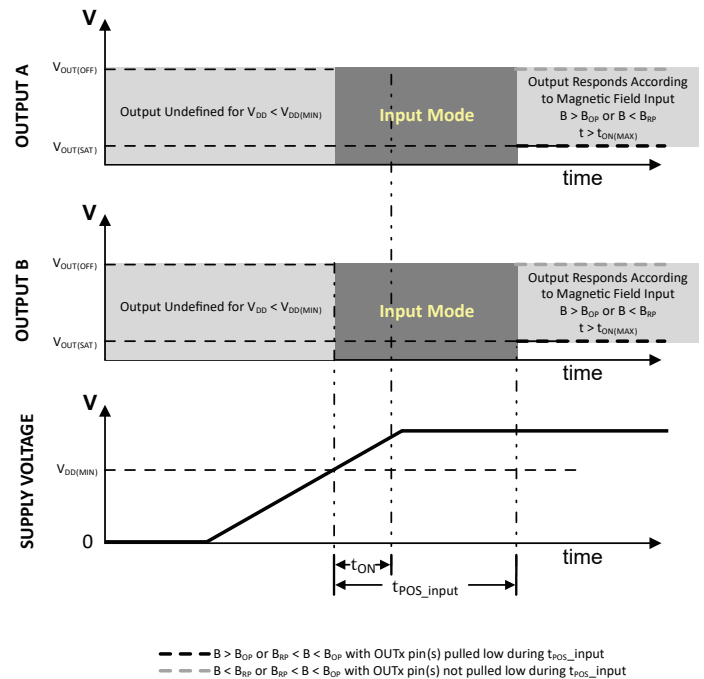 V
OUTPUT A
VOUT(OFF)
VOUT(SAT)
Output Undefined for VDD < VDD(MIN)
Input Mode
Output Responds According
to Magnetic Field Input
B > BOP or B < BRP
t > tON(MAX)
time
V
OUTPUT B
VOUT(OFF)
VOUT(SAT)
Output Undefined for VDD < VDD(MIN)
Input Mode
Output Responds According
to Magnetic Field Input
B > BOP or B < BRP
t > tON(MAX)
time
V
SUPPLY VOLTAGE
VDD(MIN)
0
time
tON
tPOS_input
B > BOP or BRP < B < BOP with OUTx pin(s) pulled low during tPOS_input
B < BRP or BRP < B < BOP with OUTx pin(s) not pulled low during tPOS_input